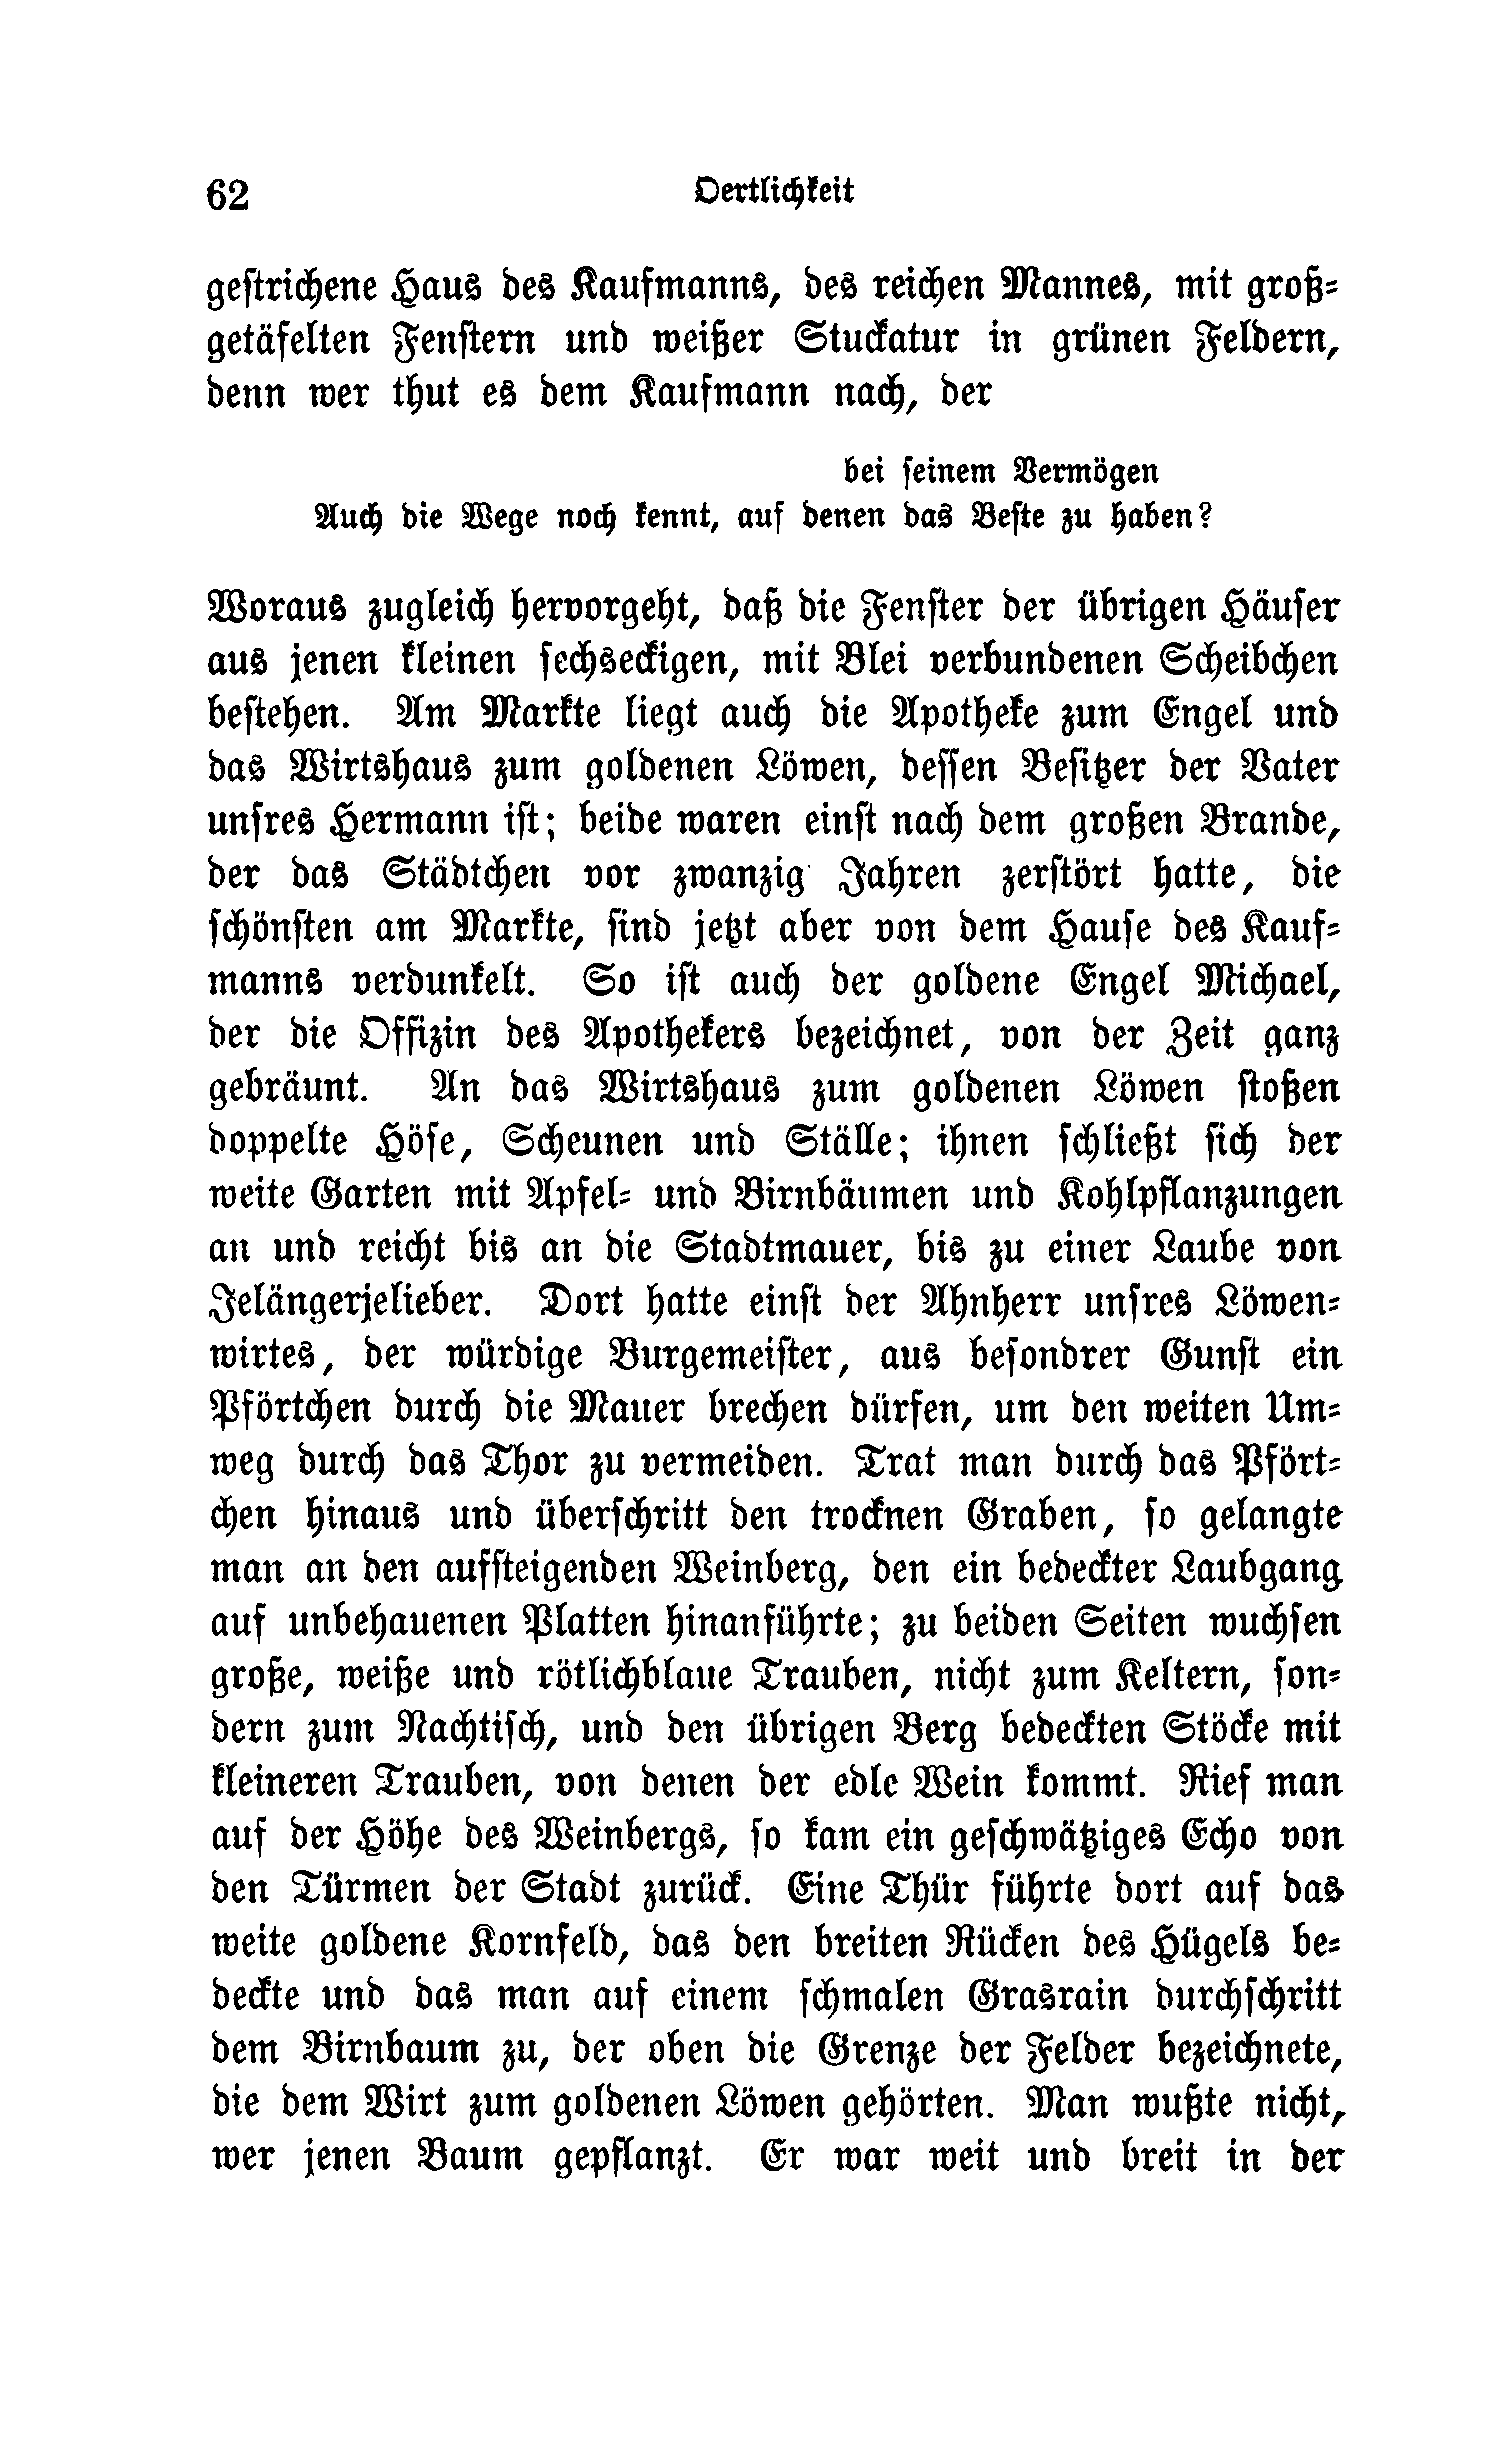 62 Oertlichkeit
geſtrichene Haus des Kaufmanns, des reichen Mannes, mit groß-
getäfelten Fenſtern und weißer Stuckatur in grünen Feldern,
denn wer thut es dem Kaufmann nach, der
bei ſeinem Vermögen
Auch die Wege noch kennt, auf denen das Beſte zu haben?
Woraus zugleich hervorgeht, daß die Fenſter der übrigen Häuſer
aus jenen kleinen ſechseckigen, mit Blei verbundenen Scheibchen
beſtehen. Am Markte liegt auch die Apotheke zum Engel und
das Wirtshaus zum goldenen Löwen, deſſen Beſitzer der Vater
unſres Hermann iſt; beide waren einſt nach dem großen Brande,
der das Städtchen vor zwanzig Jahren zerſtört hatte, die
ſchönſten am Markte, ſind jetzt aber von dem Hauſe des Kauf-
manns verdunkelt. So iſt auch der goldene Engel Michael,
der die Offizin des Apothekers bezeichnet, von der Zeit ganz
gebräunt. An das Wirtshaus zum goldenen Löwen ſtoßen
doppelte Höfe, Scheunen und Ställe; ihnen ſchließt ſich der
weite Garten mit Apfel- und Birnbäumen und Kohlpflanzungen
an und reicht bis an die Stadtmauer, bis zu einer Laube von
Jelängerjelieber. Dort hatte einſt der Ahnherr unſres Löwen-
wirtes, der würdige Burgemeiſter, aus beſondrer Gunſt ein
Pförtchen durch die Mauer brechen dürfen, um den weiten Um-
weg durch das Thor zu vermeiden. Trat man durch das Pfört-
chen hinaus und überſchritt den trocknen Graben, ſo gelangte
man an den aufſteigenden Weinberg, den ein bedeckter Laubgang
auf unbehauenen Platten hinanführte; zu beiden Seiten wuchſen
große, weiße und rötlichblaue Trauben, nicht zum Keltern, ſon-
dern zum Nachtiſch, und den übrigen Berg bedeckten Stöcke mit
kleineren Trauben, von denen der edle Wein kommt. Rief man
auf der Höhe des Weinbergs, ſo kam ein geſchwätziges Echo von
den Türmen der Stadt zurück. Eine Thür führte dort auf das
weite goldene Kornfeld, das den breiten Rücken des Hügels be-
deckte und das man auf einem ſchmalen Grasrain durchſchritt
dem Birnbaum zu, der oben die Grenze der Felder bezeichnete,
die dem Wirt zum goldenen Löwen gehörten. Man wußte nicht,
wer jenen Baum gepflanzt. Er war weit und breit in der